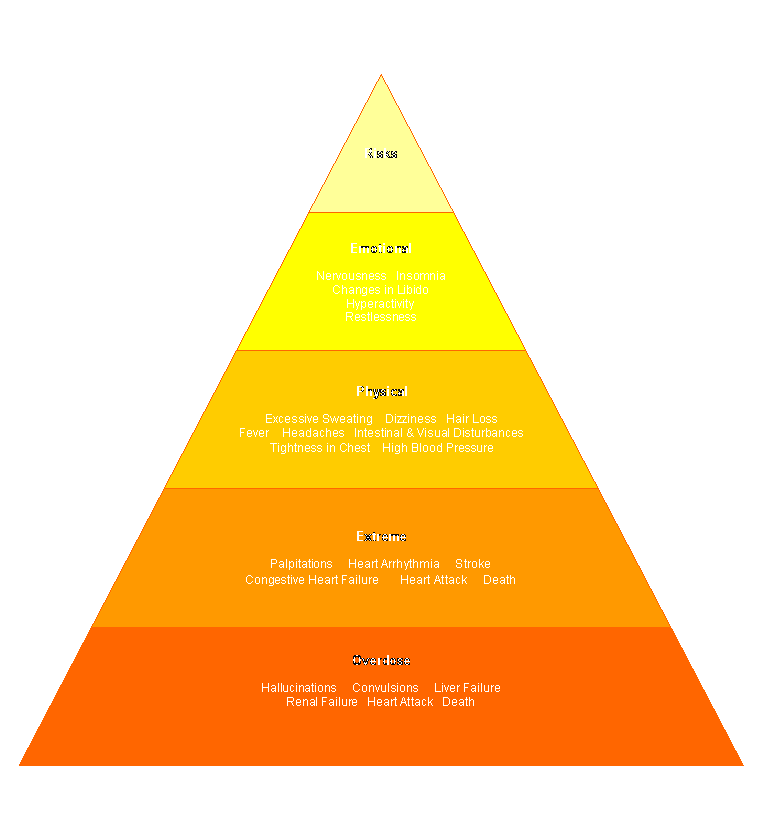 Risks
Emotional
Nervousness Insomnia
Changes in Libido
Hyperactivity
Restlessness
Physical
Excessive Sweating Dizziness Hair Loss
Fever Headaches Intestinal & Visual Disturbances
Tightness in Chest High Blood Pressure
Extreme
Palpitations Heart Arrhythmia Stroke
Congestive Heart Failure Heart Attack Death
Overdose
Hallucinations Convulsions Liver Failure
Renal Failure Heart Attack Death